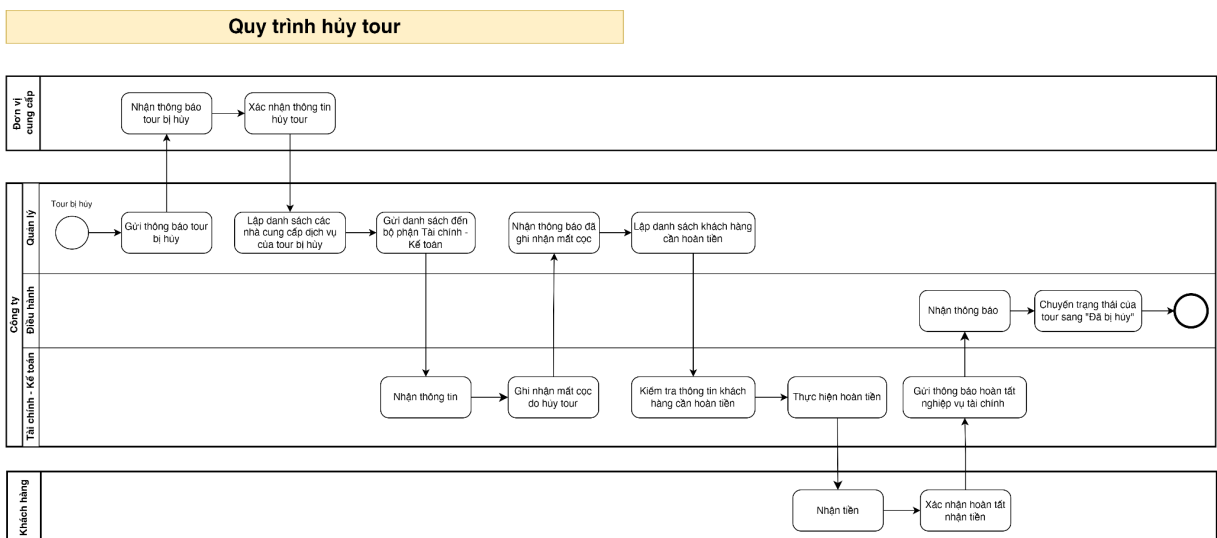 Quy trình hủy tour
Đơn vị
cung cấp
Nhận thông báo
tour bị hủy
Xác nhận thông tin
hủy tour
Công ty
Quản lý
Tour bị hủy
Gửi thông báo tour
bị hủy
Lập danh sách các
nhà cung cấp dịch vụ
của tour bị hủy
Gửi danh sách đến
bộ phận Tài chính -
Kế toán
Nhận thông báo đã
ghi nhận mất cọc
Lập danh sách khách hàng
cần hoàn tiền
Điều hành
Nhận thông báo
Chuyển trạng thái của
tour sang "Đã bị hủy"
Tài chính - Kế toán
Nhận thông tin
Ghi nhận mất cọc
do hủy tour
Kiểm tra thông tin khách
hàng cần hoàn tiền
Thực hiện hoàn tiền
Gửi thông báo hoàn tất
nghiệp vụ tài chính
Khách hàng
Nhận tiền
Xác nhận hoàn tất
nhận tiền